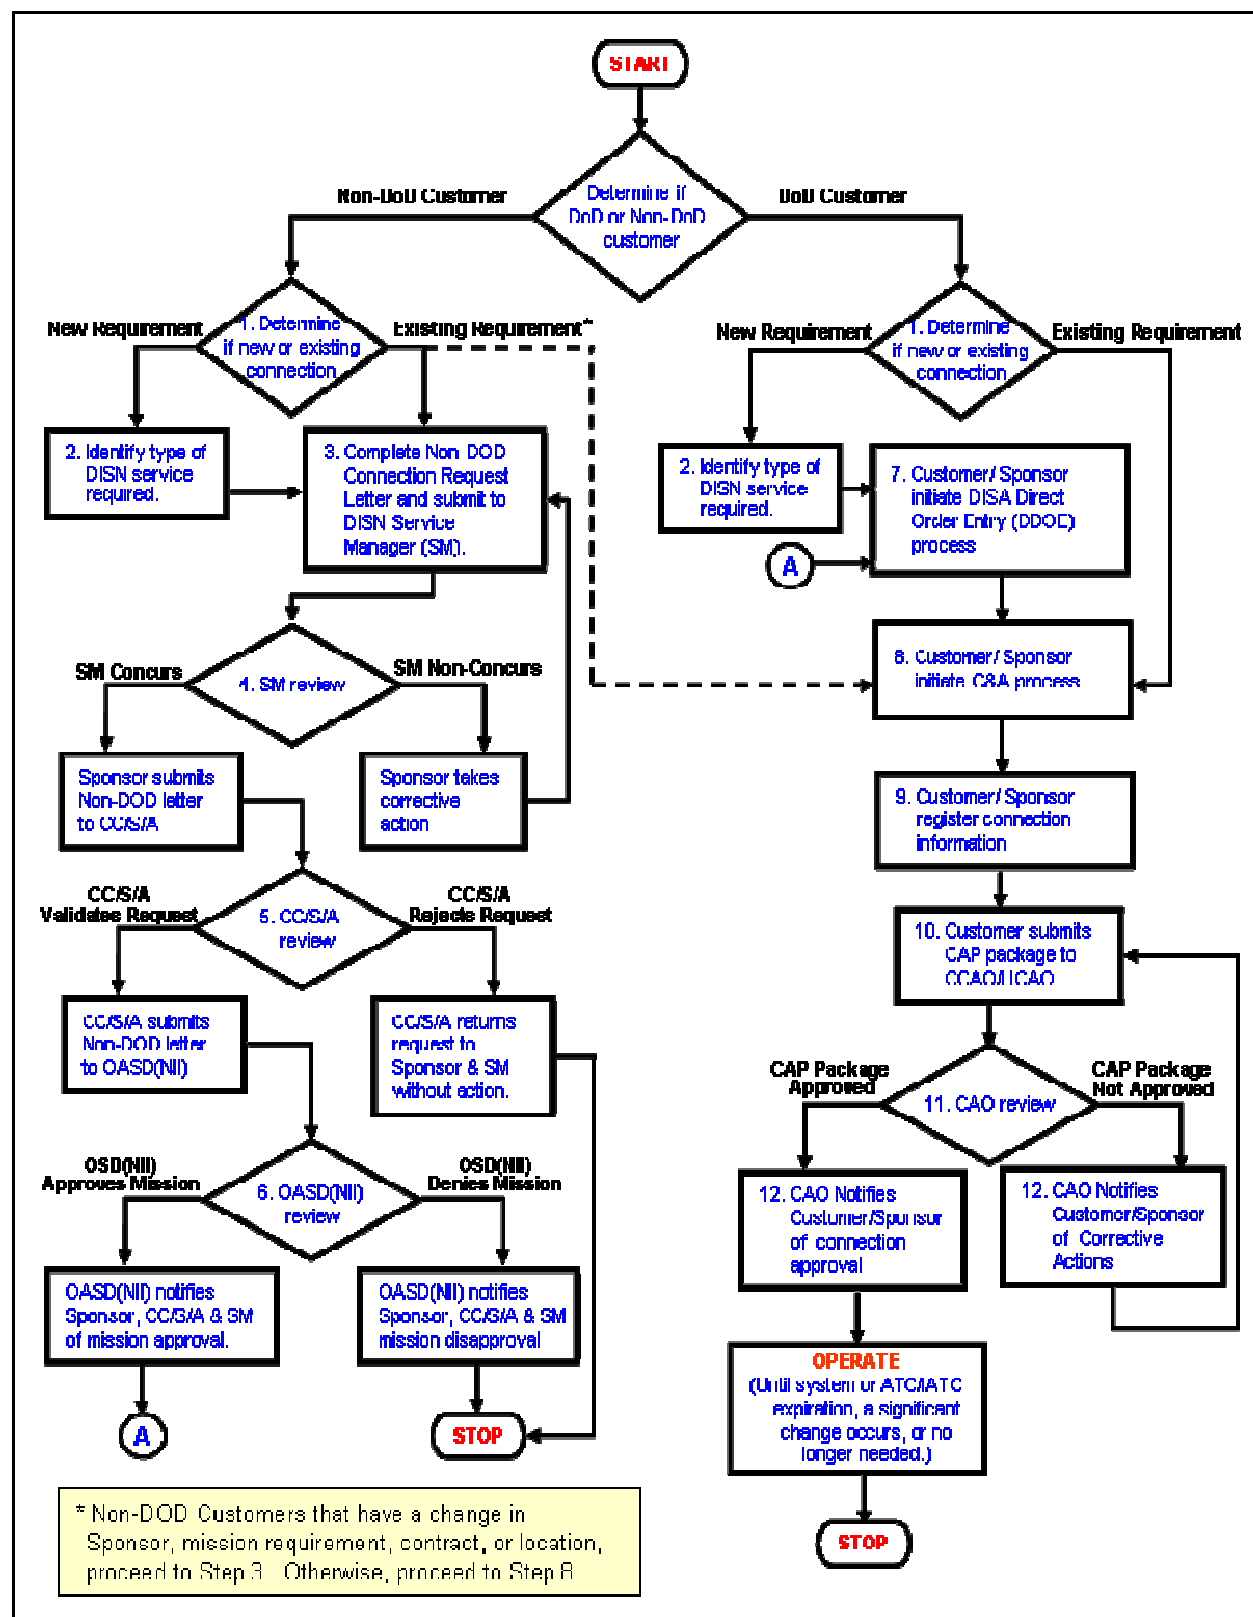 START
Determine if
DoD or Non-DoD
customer
Non-DoD Customer
DoD Customer
1. Determine
if new or existing
connection
New Requirement
Existing Requirement*
2. Identify type of
DISN service
required.
3. Complete Non-DOD
Connection Request
Letter and submit to
DISN Service
Manager (SM).
4. SM review
SM Concurs
SM Non-Concurs
Sponsor submits
Non-DOD letter
to CC/S/A
Sponsor takes
corrective
action
5. CC/S/A
review
CC/S/A
Validates Request
CC/S/A
Rejects Request
CC/S/A submits
Non-DOD letter
to OASD(NII)
CC/S/A returns
request to
Sponsor & SM
without action.
6. OASD(NII)
review
OSD(NII)
Approves Mission
OSD(NII)
Denies Mission
OASD(NII) notifies
Sponsor, CC/S/A & SM
of mission approval.
OASD(NII) notifies
Sponsor, CC/S/A & SM
mission disapproval
A
STOP
* Non-DOD Customers that have a change in
Sponsor, mission requirement, contract, or location,
proceed to Step 3. Otherwise, proceed to Step 8
1. Determine
if new or existing
connection
New Requirement
Existing Requirement
2. Identify type of
DISN service
required.
7. Customer/ Sponsor
initiate DISA Direct
Order Entry (DDOE)
process
A
8. Customer/ Sponsor
initiate C&A process
9. Customer/ Sponsor
register connection
information
10. Customer submits
CAP package to
CCAO/UCAO
11. CAO review
CAP Package
Approved
CAP Package
Not Approved
12. CAO Notifies
Customer/Sponsor
of connection
approval
12. CAO Notifies
Customer/Sponsor
of Corrective
Actions
OPERATE
(Until system or ATC/IATC
expiration, a significant
change occurs, or no
longer needed.)
STOP